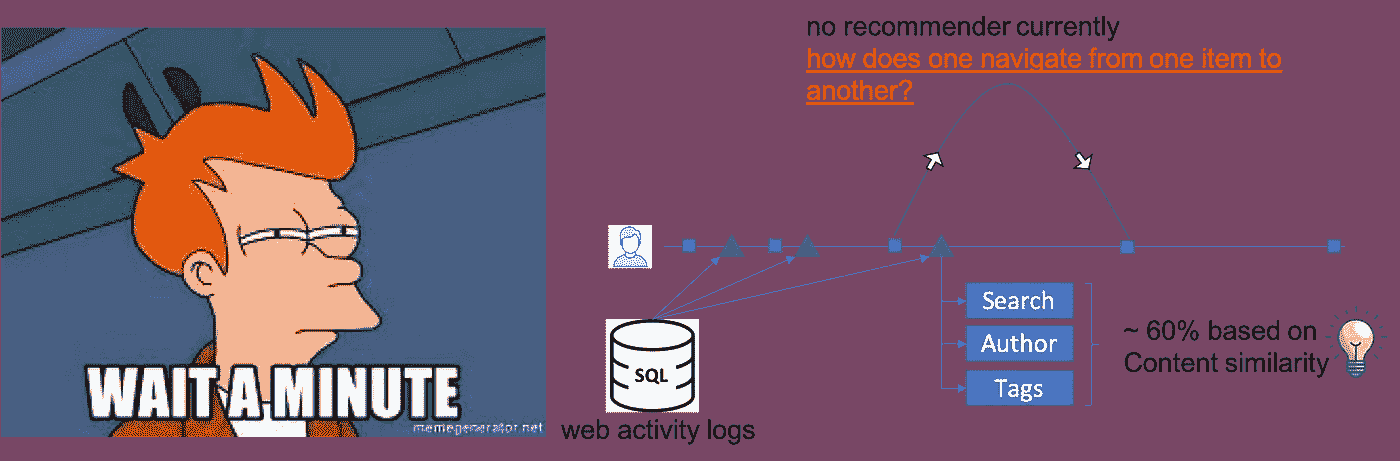 no recommender currently
how does one navigate from one item to
another?
WAIT A MINUTE
memegenerator.net
SQL
web activity logs
Search
Author
Tags
~ 60% based on
Content similarity